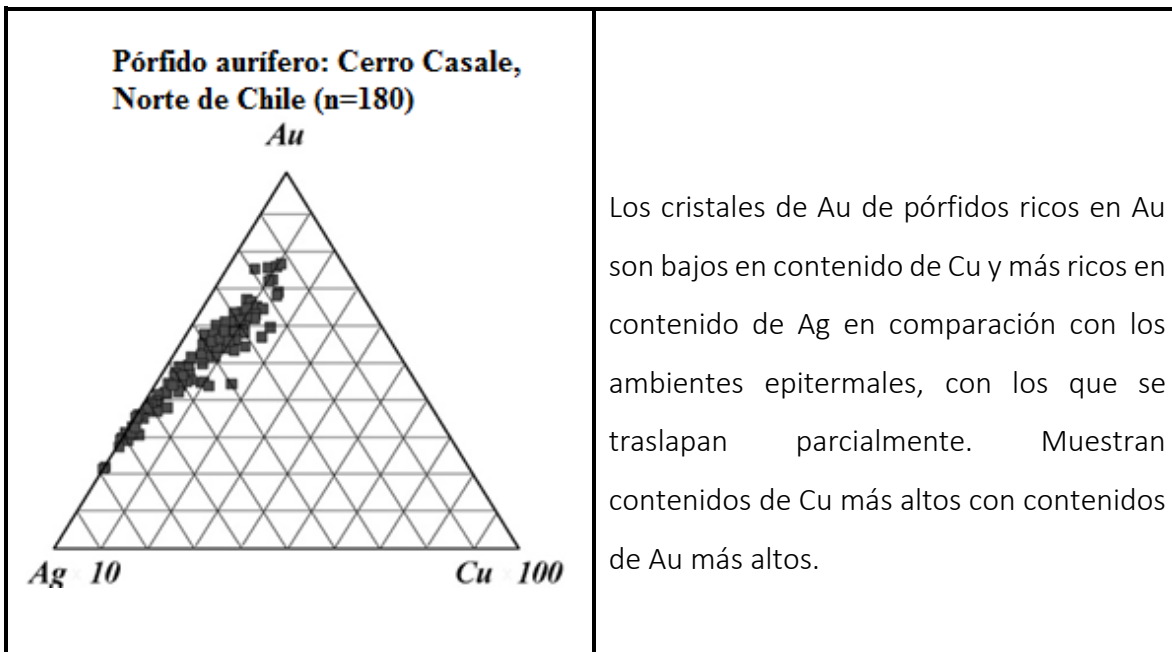 Pórfido aurífero: Cerro Casale,
Norte de Chile (n=180)
Au
Ag × 10
Cu × 100
Los cristales de Au de pórfidos ricos en Au
son bajos en contenido de Cu y más ricos en
contenido de Ag en comparación con los
ambientes epitermales, con los que se
traslapan parcialmente. Muestran
contenidos de Cu más altos con contenidos
de Au más altos.